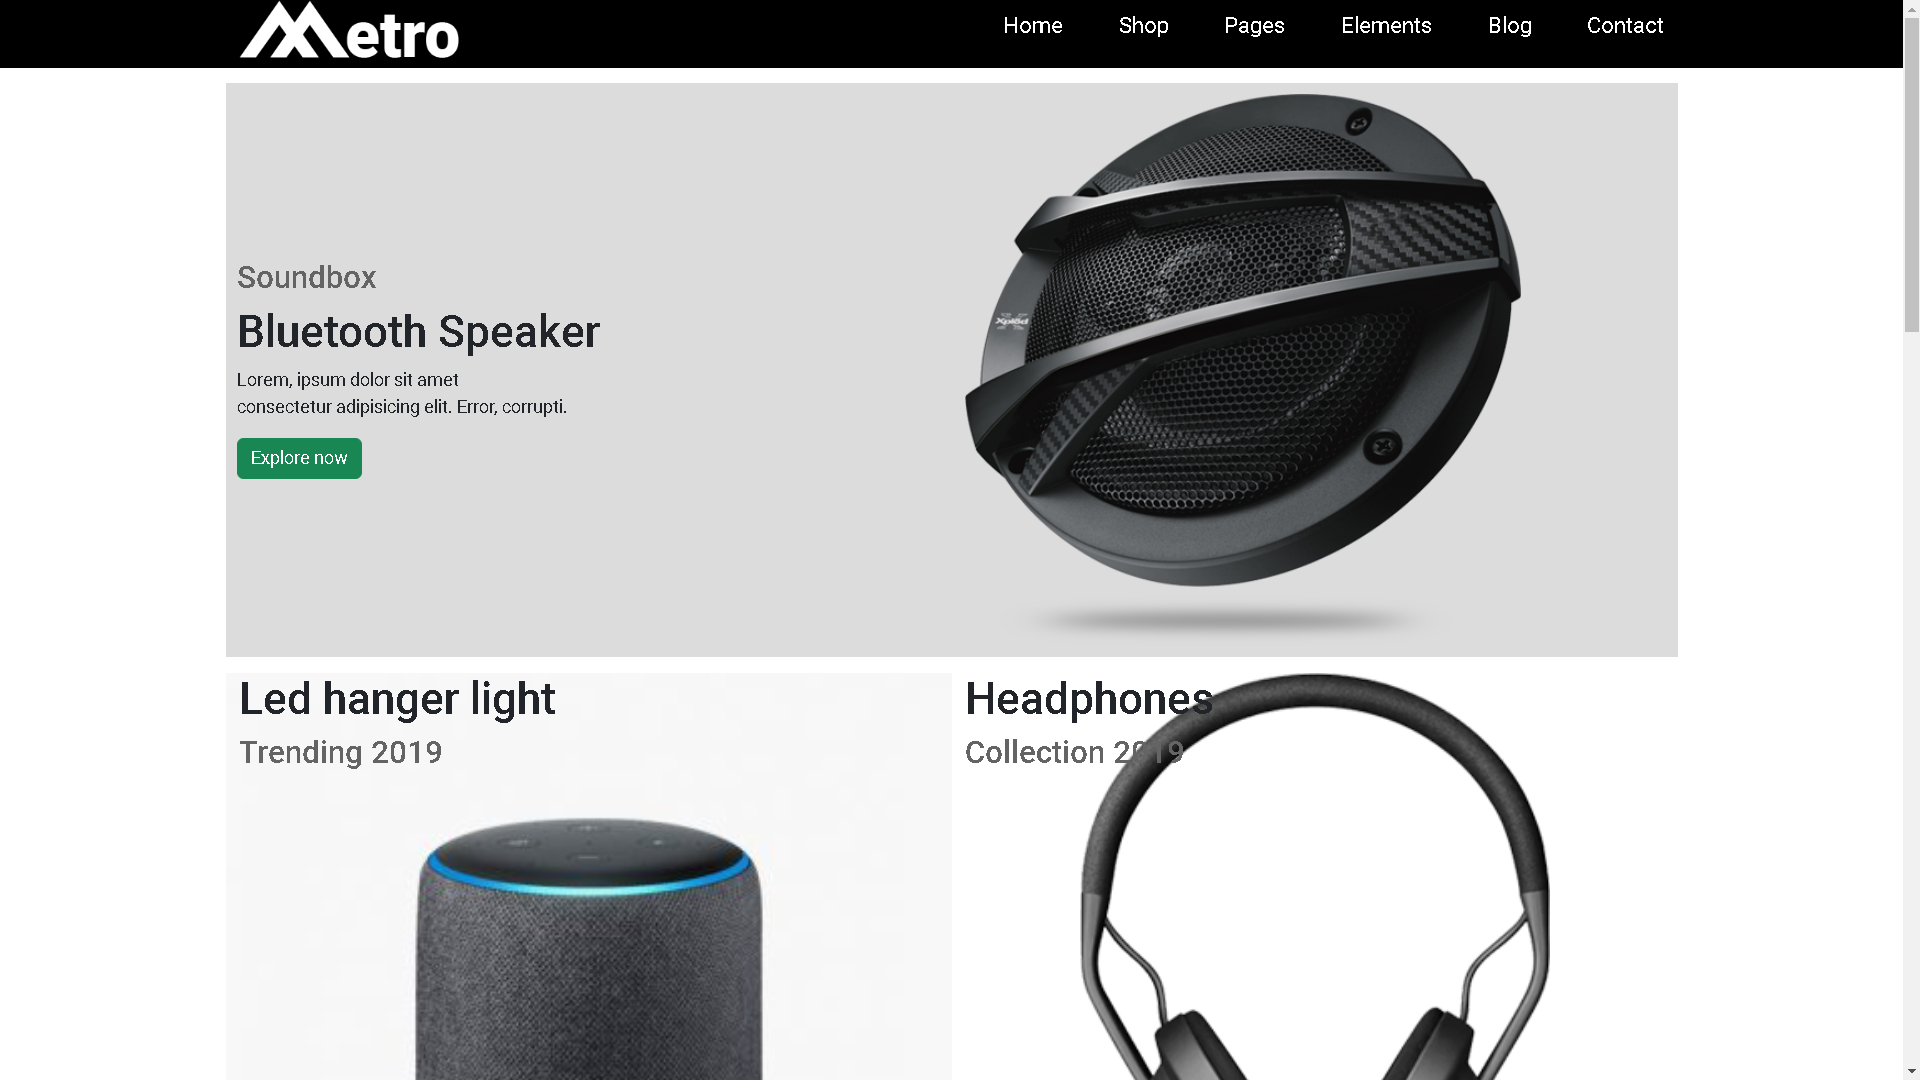 Metro
Home Shop Pages Elements Blog Contact
Soundbox
Bluetooth Speaker
Lorem, ipsum dolor sit amet
consectetur adipisicing elit. Error, corrupti.
Explore now
Xplod
Led hanger light
Trending 2019
Headphones
Collection 2019